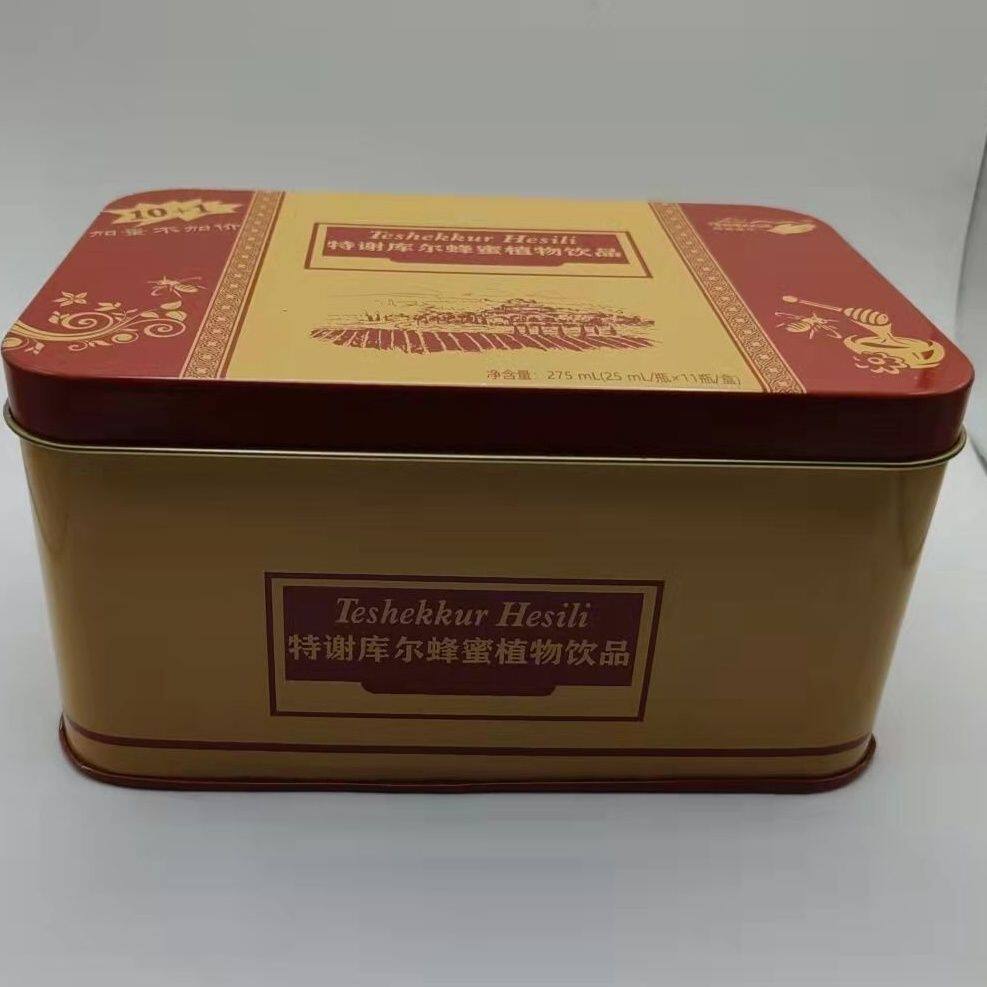 10+1
加量不加价
Teshekkur Hesili
特谢库尔蜂蜜植物饮品
净含量：275 mL(25 mL/瓶×11瓶/盒)
Teshekkur Hesili
特谢库尔蜂蜜植物饮品